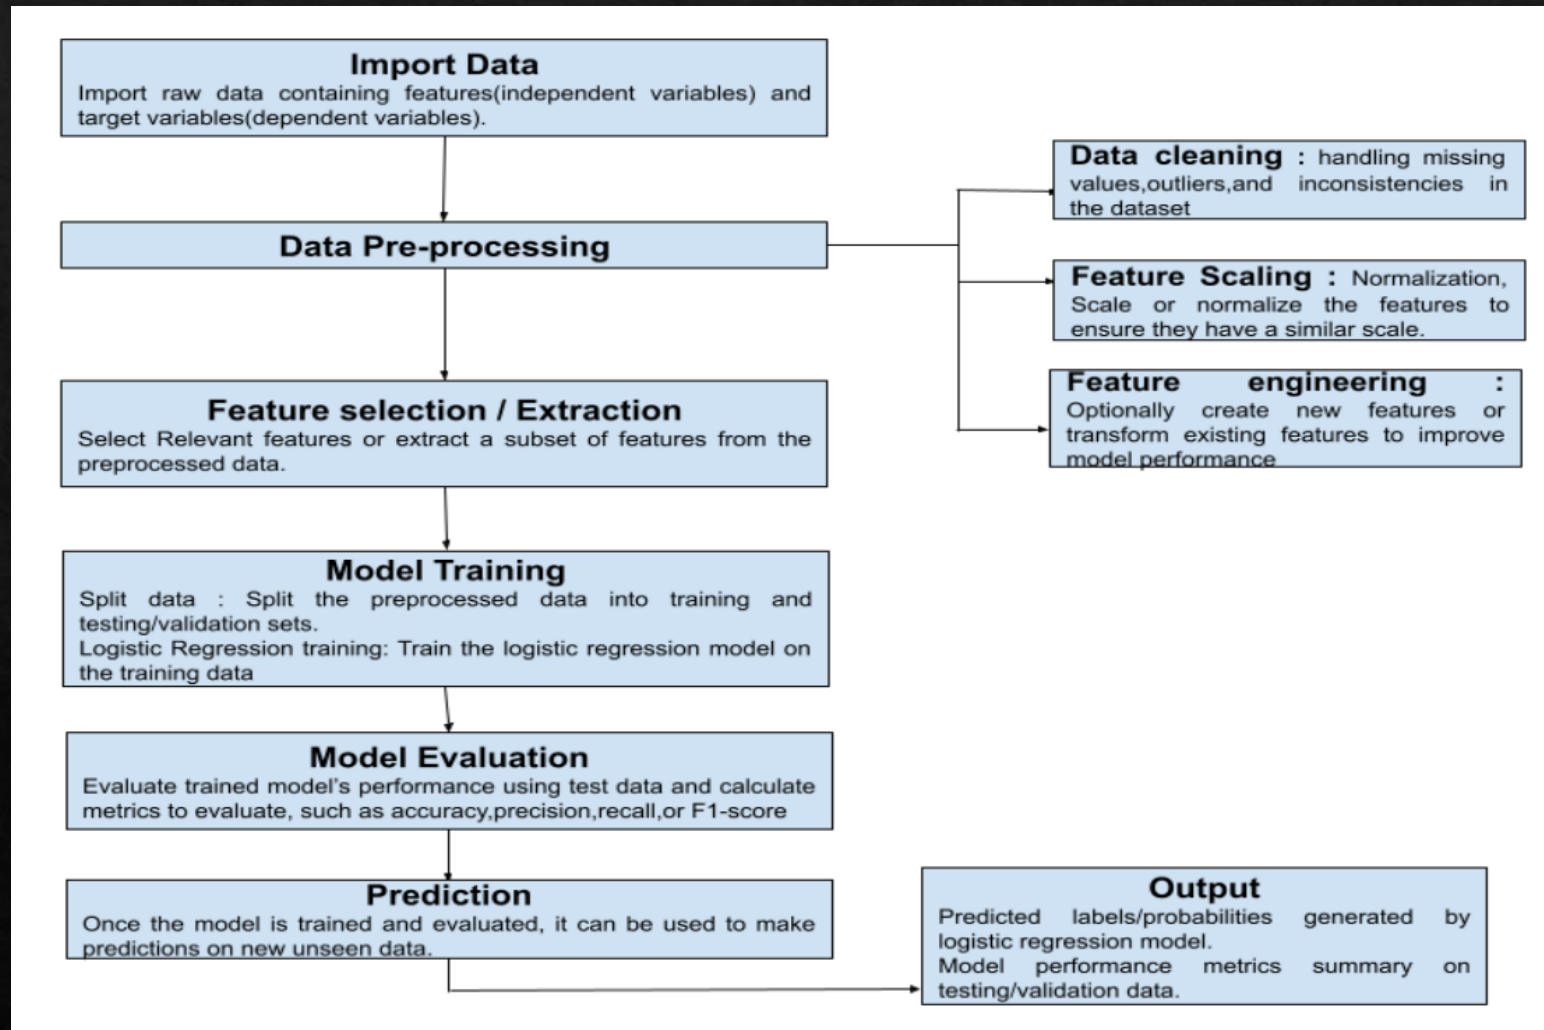 Import Data
Import raw data containing features(independent variables) and
target variables(dependent variables).
Data Pre-processing
Data cleaning : handling missing
values,outliers,and inconsistencies in
the dataset
Feature Scaling : Normalization,
Scale or normalize the features to
ensure they have a similar scale.
Feature engineering :
Optionally create new features or
transform existing features to improve
model performance
Feature selection / Extraction
Select Relevant features or extract a subset of features from the
preprocessed data.
Model Training
Split data : Split the preprocessed data into training and
testing/validation sets.
Logistic Regression training: Train the logistic regression model on
the training data
Model Evaluation
Evaluate trained model's performance using test data and calculate
metrics to evaluate, such as accuracy,precision,recall,or F1-score
Prediction
Once the model is trained and evaluated, it can be used to make
predictions on new unseen data.
Output
Predicted labels/probabilities generated by
logistic regression model.
Model performance metrics summary on
testing/validation data.